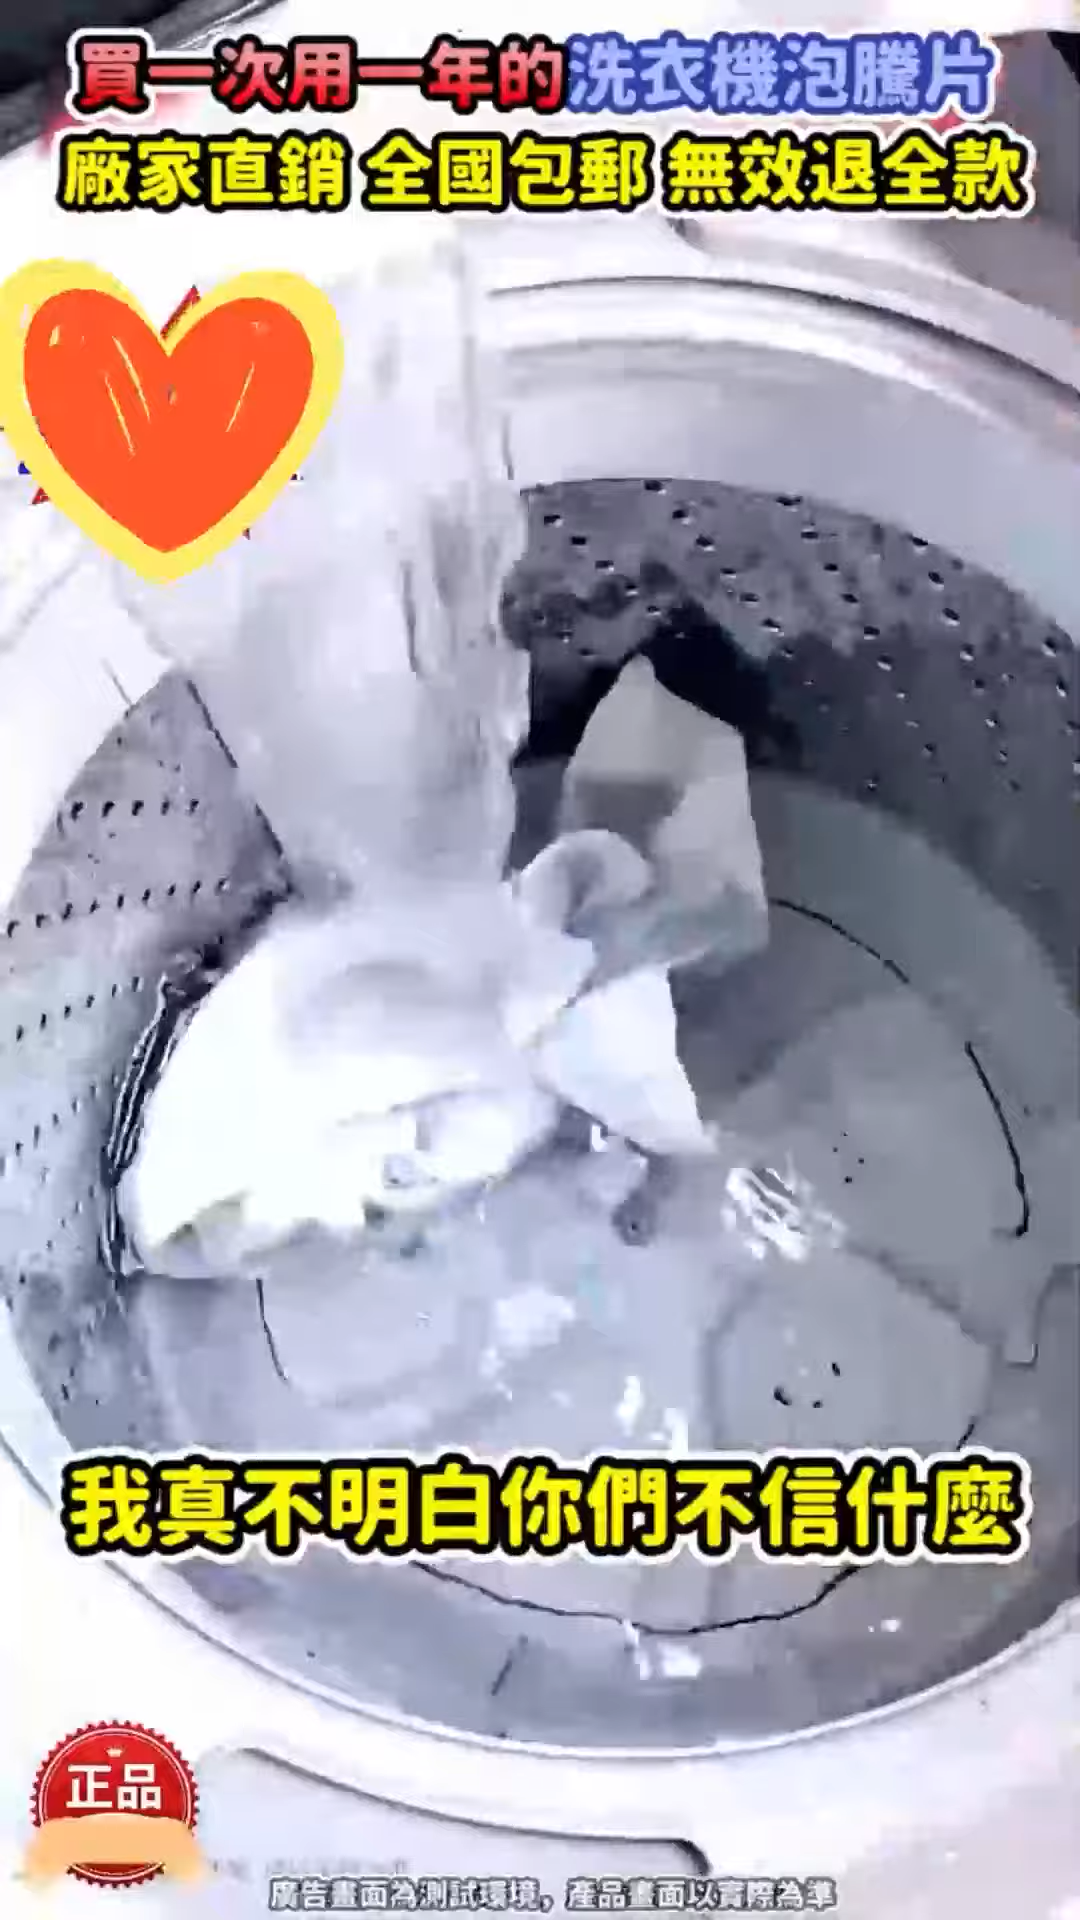 買一次用一年的洗衣機泡騰片
廠家直銷 全國包郵 無效退全款
我真不明白你們不信什麼
正品
廣告畫面為測試環境，產品畫面以實際為準